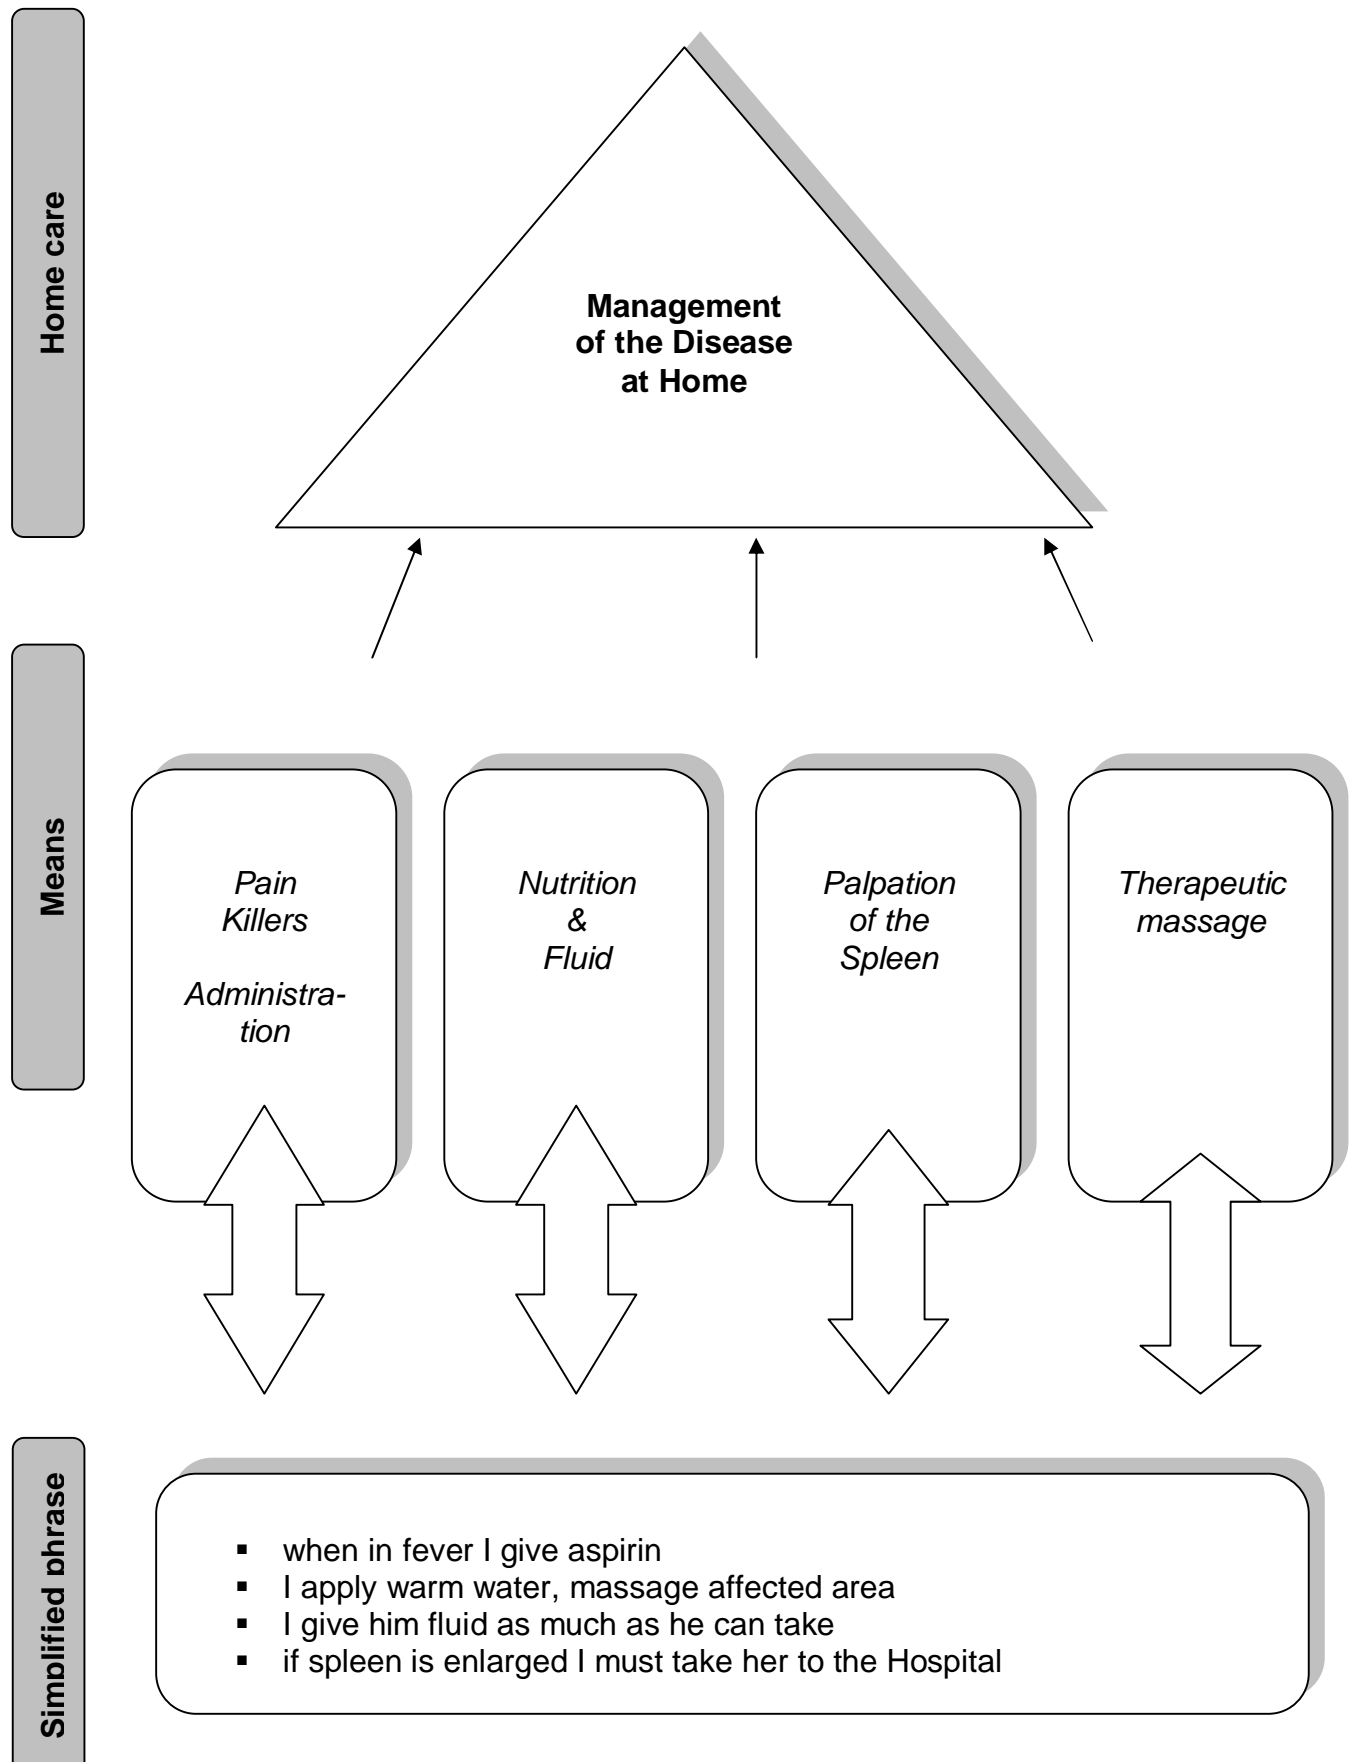 Home care
Management
of the Disease
at Home
Means
Pain
Killers
Administra-
tion
Nutrition
&
Fluid
Palpation
of the
Spleen
Therapeutic
massage
Simplified phrase
▪ when in fever I give aspirin
▪ I apply warm water, massage affected area
▪ I give him fluid as much as he can take
▪ if spleen is enlarged I must take her to the Hospital